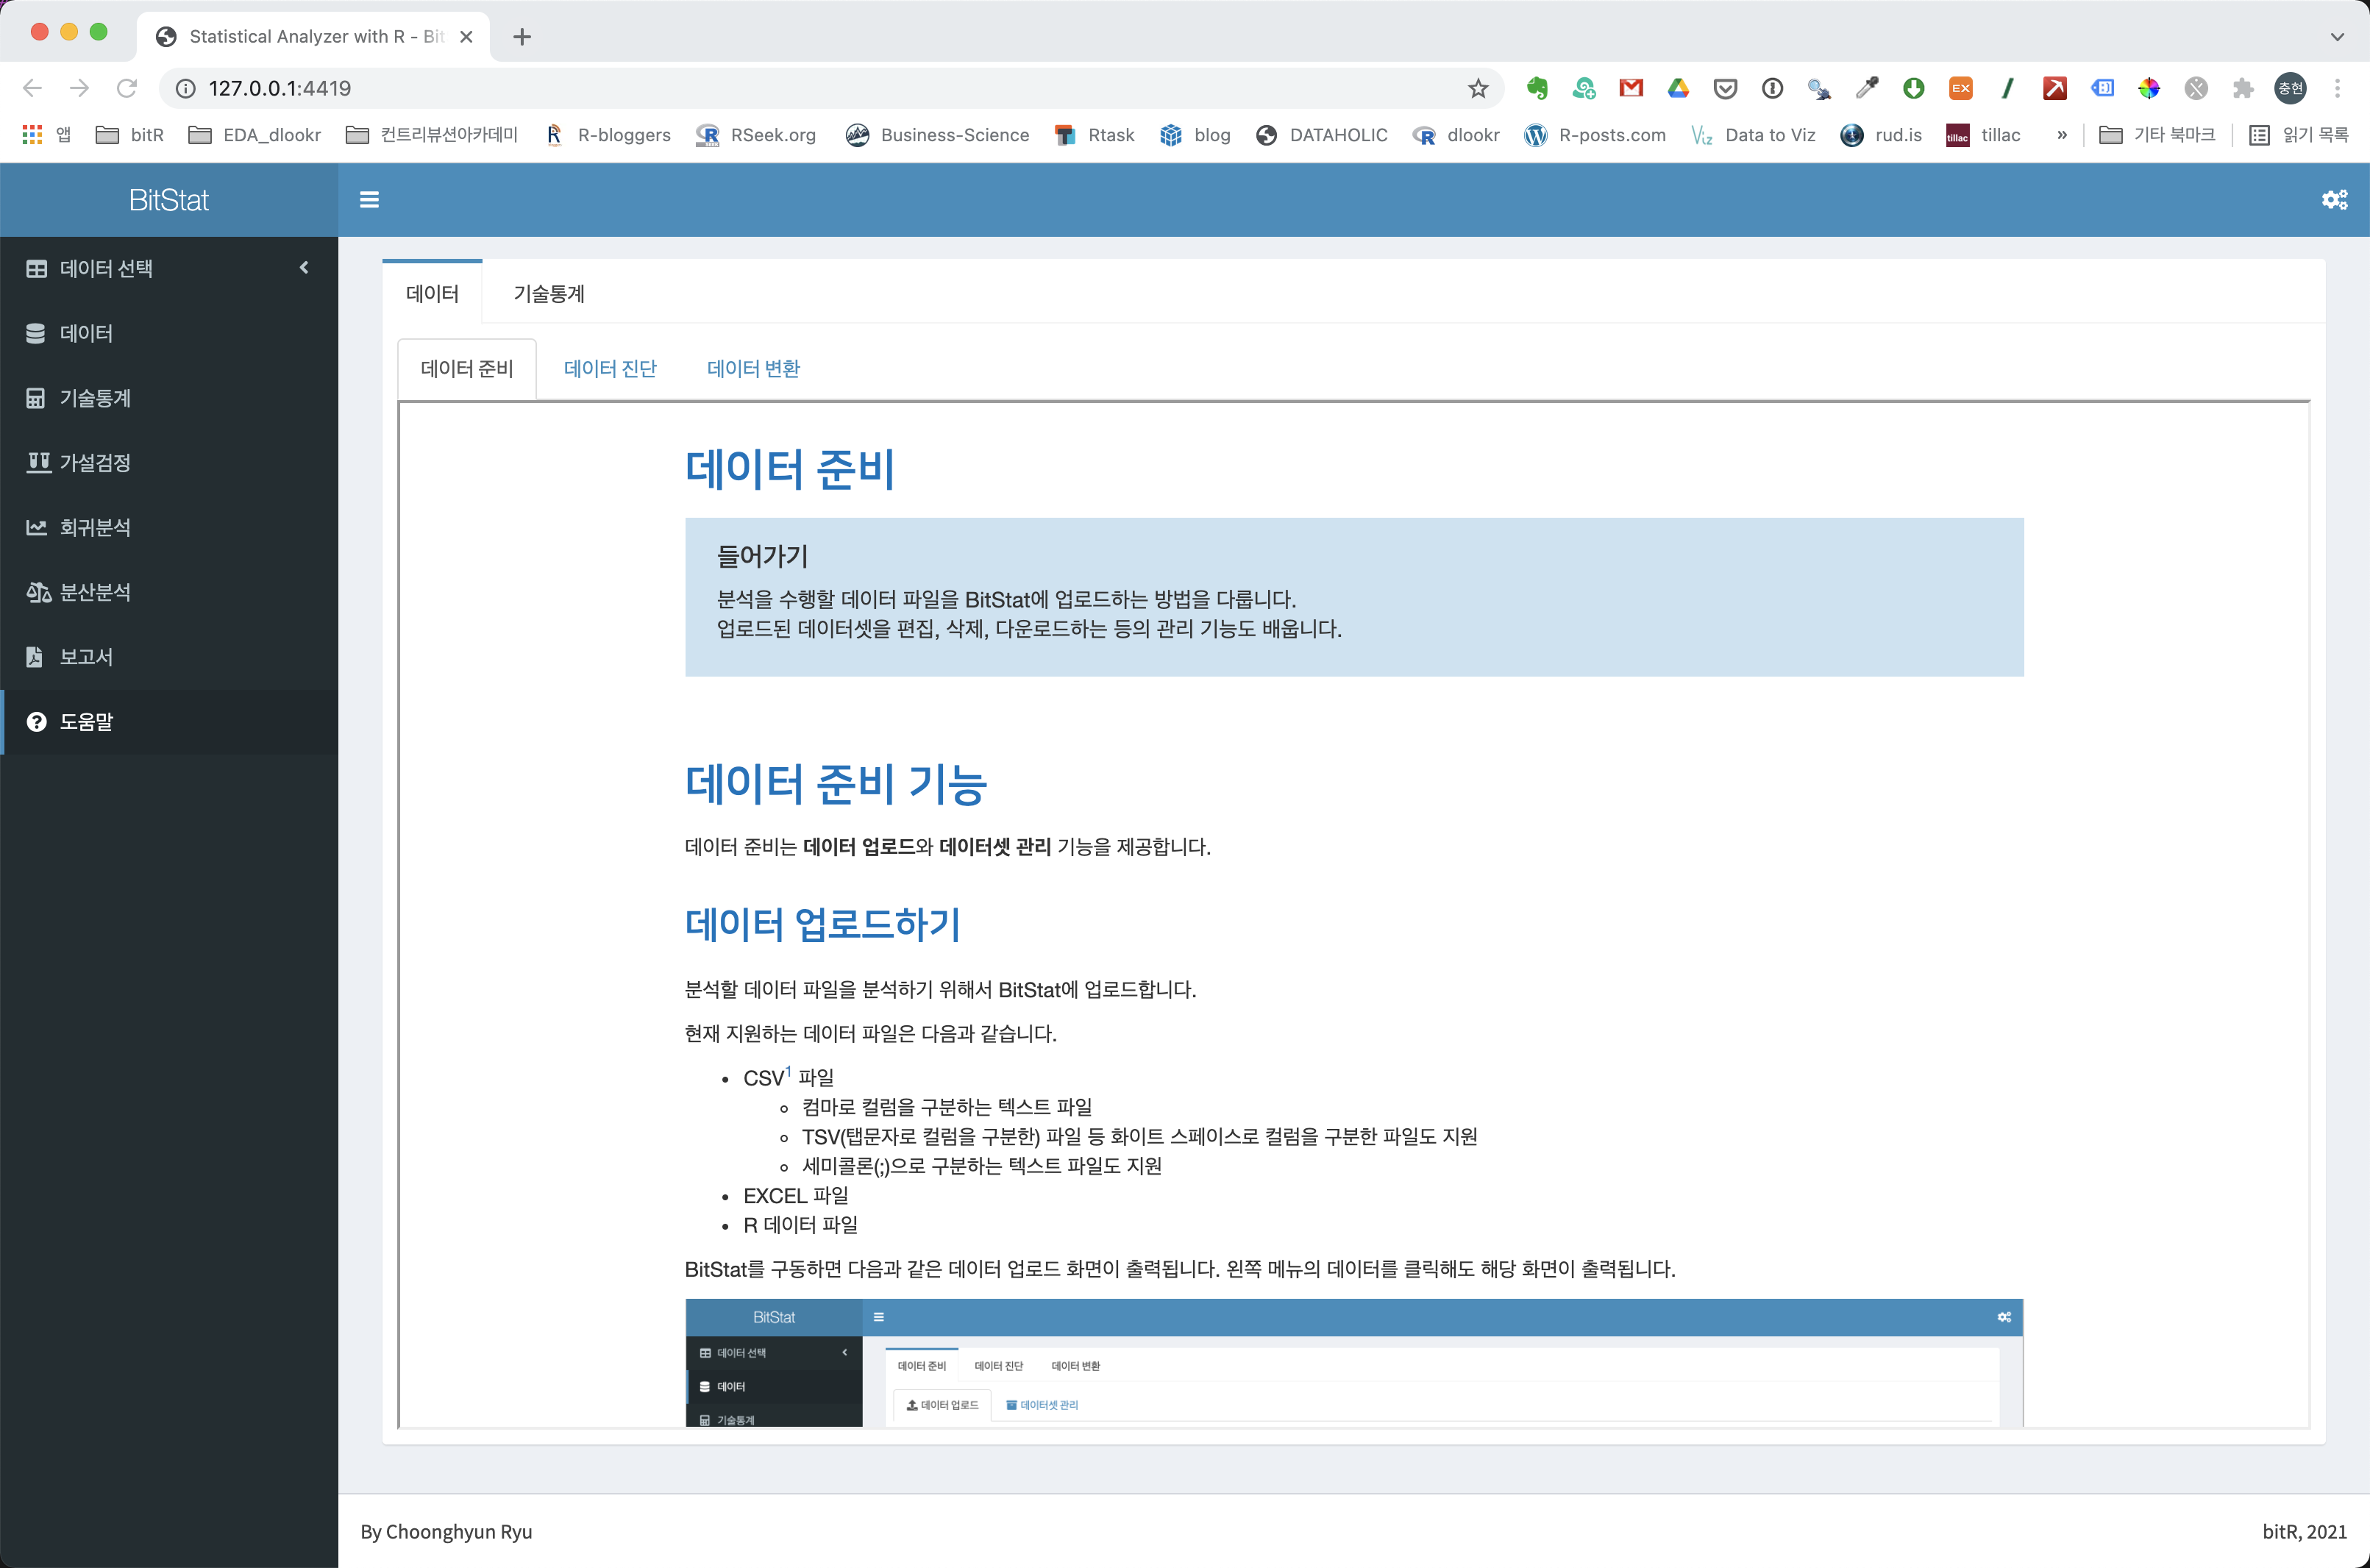 Statistical Analyzer with R - Bit
127.0.0.1:4419
EX
충현
앱
bitR
EDA_dlookr
컨트리뷰션아카데미
R-bloggers
RSeek.org
Business-Science
Rtask
blog
DATAHOLIC
dlookr
R-posts.com
Data to Viz
rud.is
tillac
tillac
»
기타 북마크
읽기 목록
BitStat
데이터 선택
데이터
기술통계
가설검정
회귀분석
분산분석
보고서
도움말
데이터
기술통계
데이터 준비
데이터 진단
데이터 변환
데이터 준비
들어가기
분석을 수행할 데이터 파일을 BitStat에 업로드하는 방법을 다룹니다.
업로드된 데이터셋을 편집, 삭제, 다운로드하는 등의 관리 기능도 배웁니다.
데이터 준비 기능
데이터 준비는 데이터 업로드와 데이터셋 관리 기능을 제공합니다.
데이터 업로드하기
분석할 데이터 파일을 분석하기 위해서 BitStat에 업로드합니다.
현재 지원하는 데이터 파일은 다음과 같습니다.
• CSV1 파일
◦ 컴마로 컬럼을 구분하는 텍스트 파일
◦ TSV(탭문자로 컬럼을 구분한) 파일 등 화이트 스페이스로 컬럼을 구분한 파일도 지원
◦ 세미콜론(;)으로 구분하는 텍스트 파일도 지원
• EXCEL 파일
• R 데이터 파일
BitStat를 구동하면 다음과 같은 데이터 업로드 화면이 출력됩니다. 왼쪽 메뉴의 데이터를 클릭해도 해당 화면이 출력됩니다.
BitStat
데이터 선택
데이터
기술통계
데이터 준비
데이터 진단
데이터 변환
데이터 업로드
데이터셋 관리
By Choonghyun Ryu
bitR, 2021